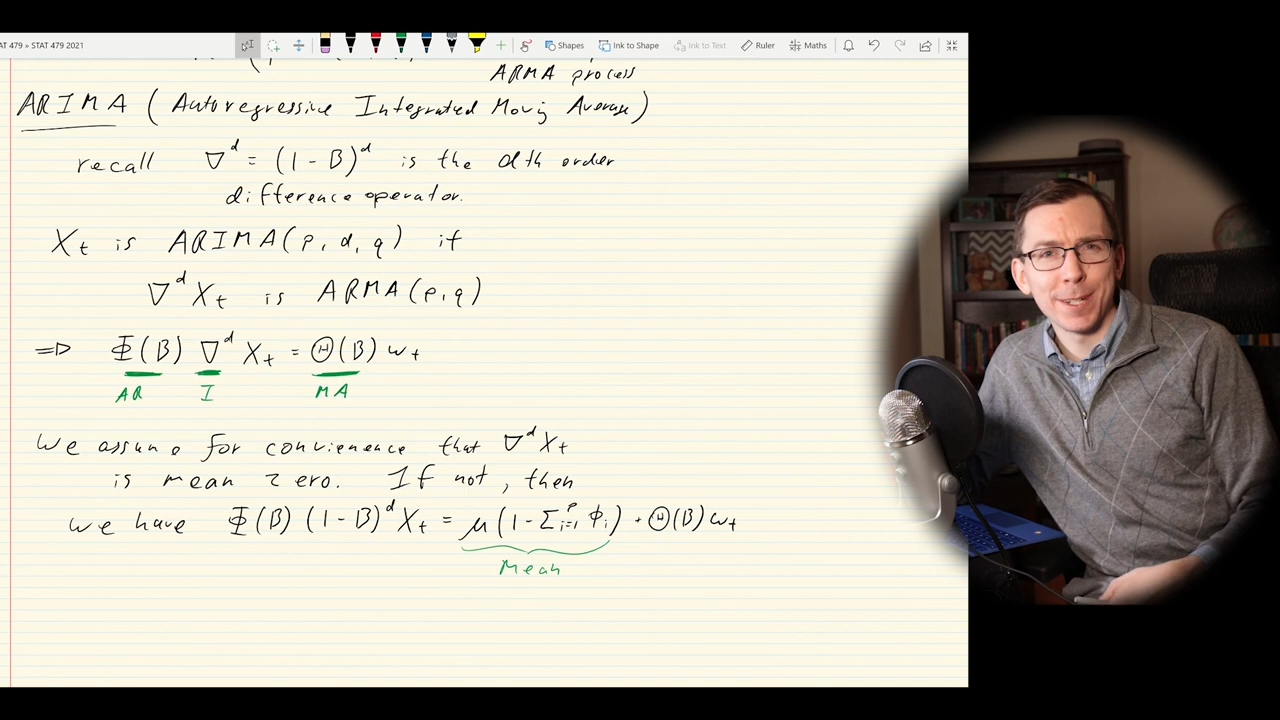 AT 479 » STAT 479 2021
Shapes
Ink to Shape
Ink to Text
Ruler
Maths
ARMA process
ARIMA (Autoregressive Integrated Moving Average)
recall ∇^d = (1 - B)^d is the dth order
difference operator.
X_t is ARIMA(p, d, q) if
∇^d X_t is ARMA(p, q)
⇒ Φ(B) ∇^d X_t = Θ(B) w_t
AR I MA
We assume for convienence that ∇^d X_t
is mean zero. If not, then
we have Φ(B) (1 - B)^d X_t = μ(1 - Σ_{i=1}^p ϕ_i) + Θ(B) w_t
Mean